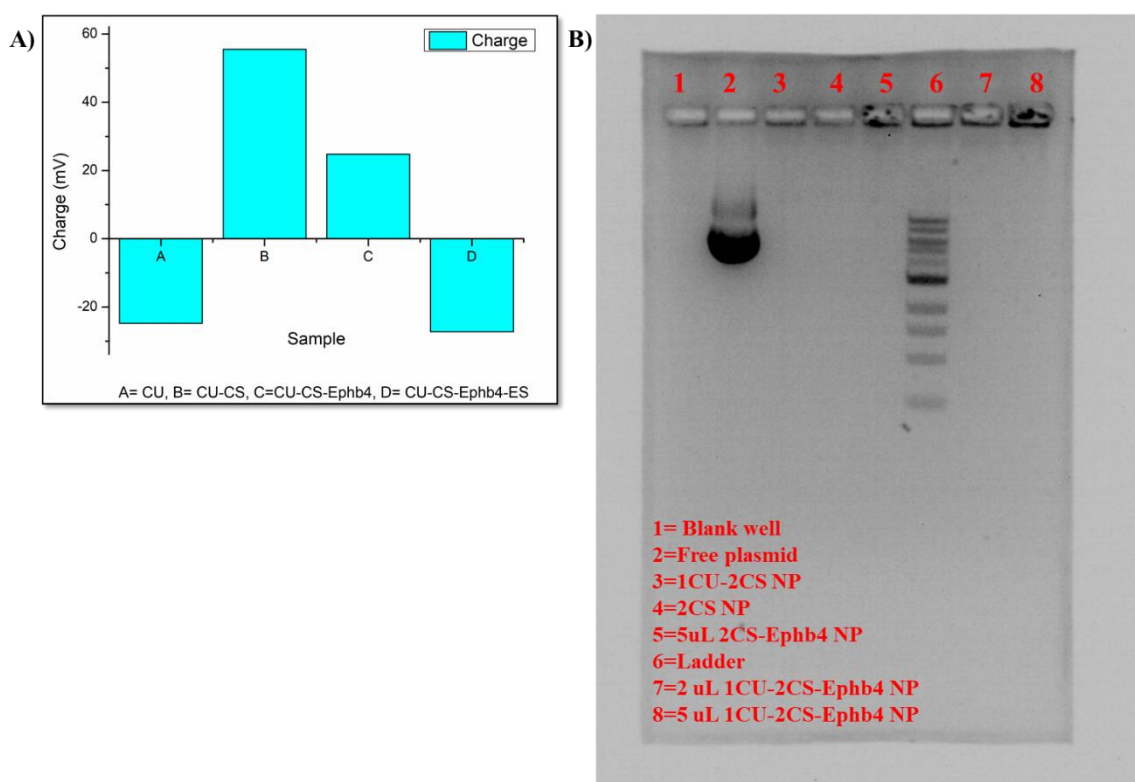 A)
60
40
20
0
-20
Charge (mV)
Charge
A
B
C
D
Sample
A= CU, B= CU-CS, C=CU-CS-Ephb4, D= CU-CS-Ephb4-ES
B)
1 2 3 4 5 6 7 8
1= Blank well
2=Free plasmid
3=1CU-2CS NP
4=2CS NP
5=5uL 2CS-Ephb4 NP
6=Ladder
7=2 uL 1CU-2CS-Ephb4 NP
8=5 uL 1CU-2CS-Ephb4 NP